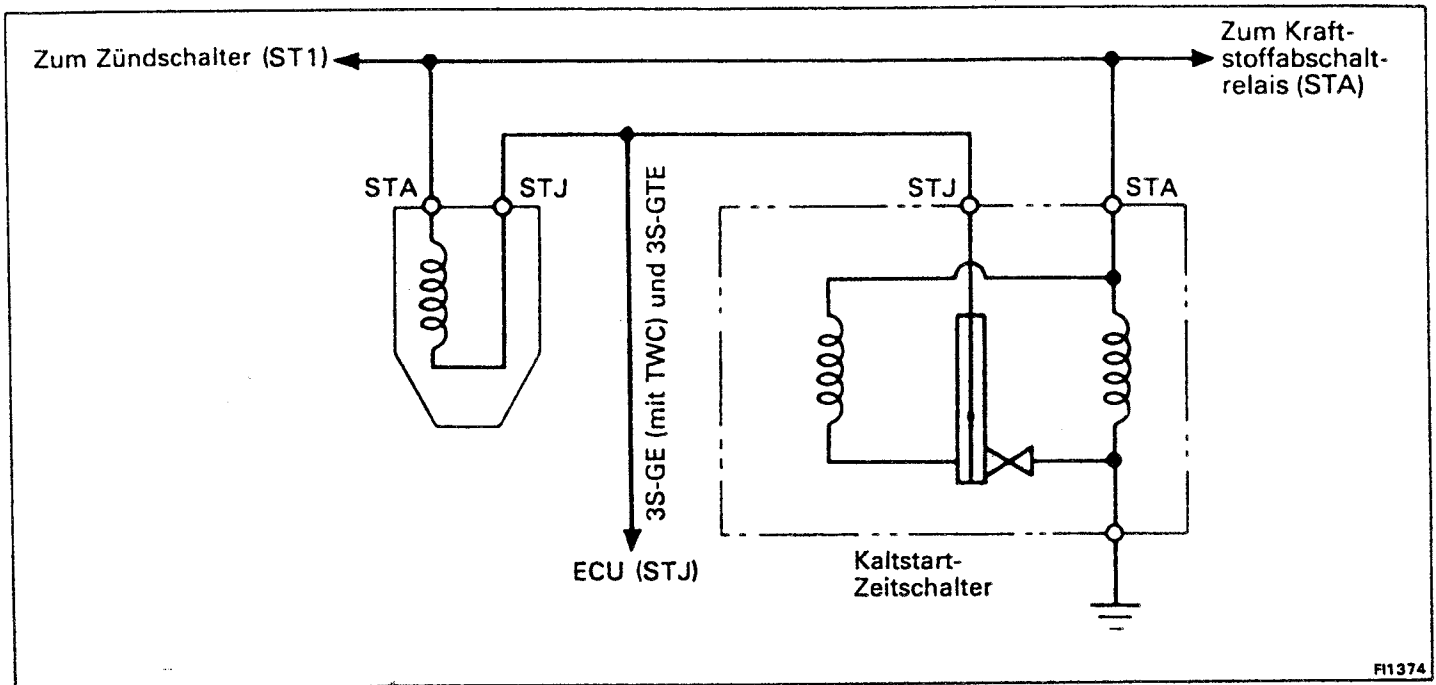 Zum Zündschalter (ST1)
Zum Kraft-
stoffabschalt-
relais (STA)
STA
STJ
3S-GE (mit TWC) und 3S-GTE
STJ
STA
ECU (STJ)
Kaltstart-
Zeitschalter
FI1374